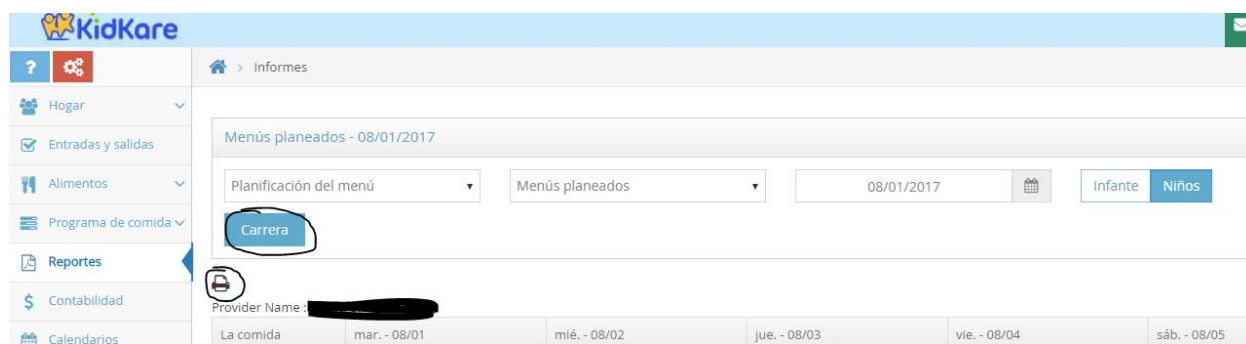 KidKare
?
> Informes
Hogar
Entradas y salidas
Alimentos
Programa de comida
Reportes
$ Contabilidad
Calendarios
Menús planeados - 08/01/2017
Planificación del menú Menús planeados 08/01/2017 Infante Niños
Carrera
Provider Name :
La comida mar. - 08/01 mié. - 08/02 jue. - 08/03 vie. - 08/04 sáb. - 08/05